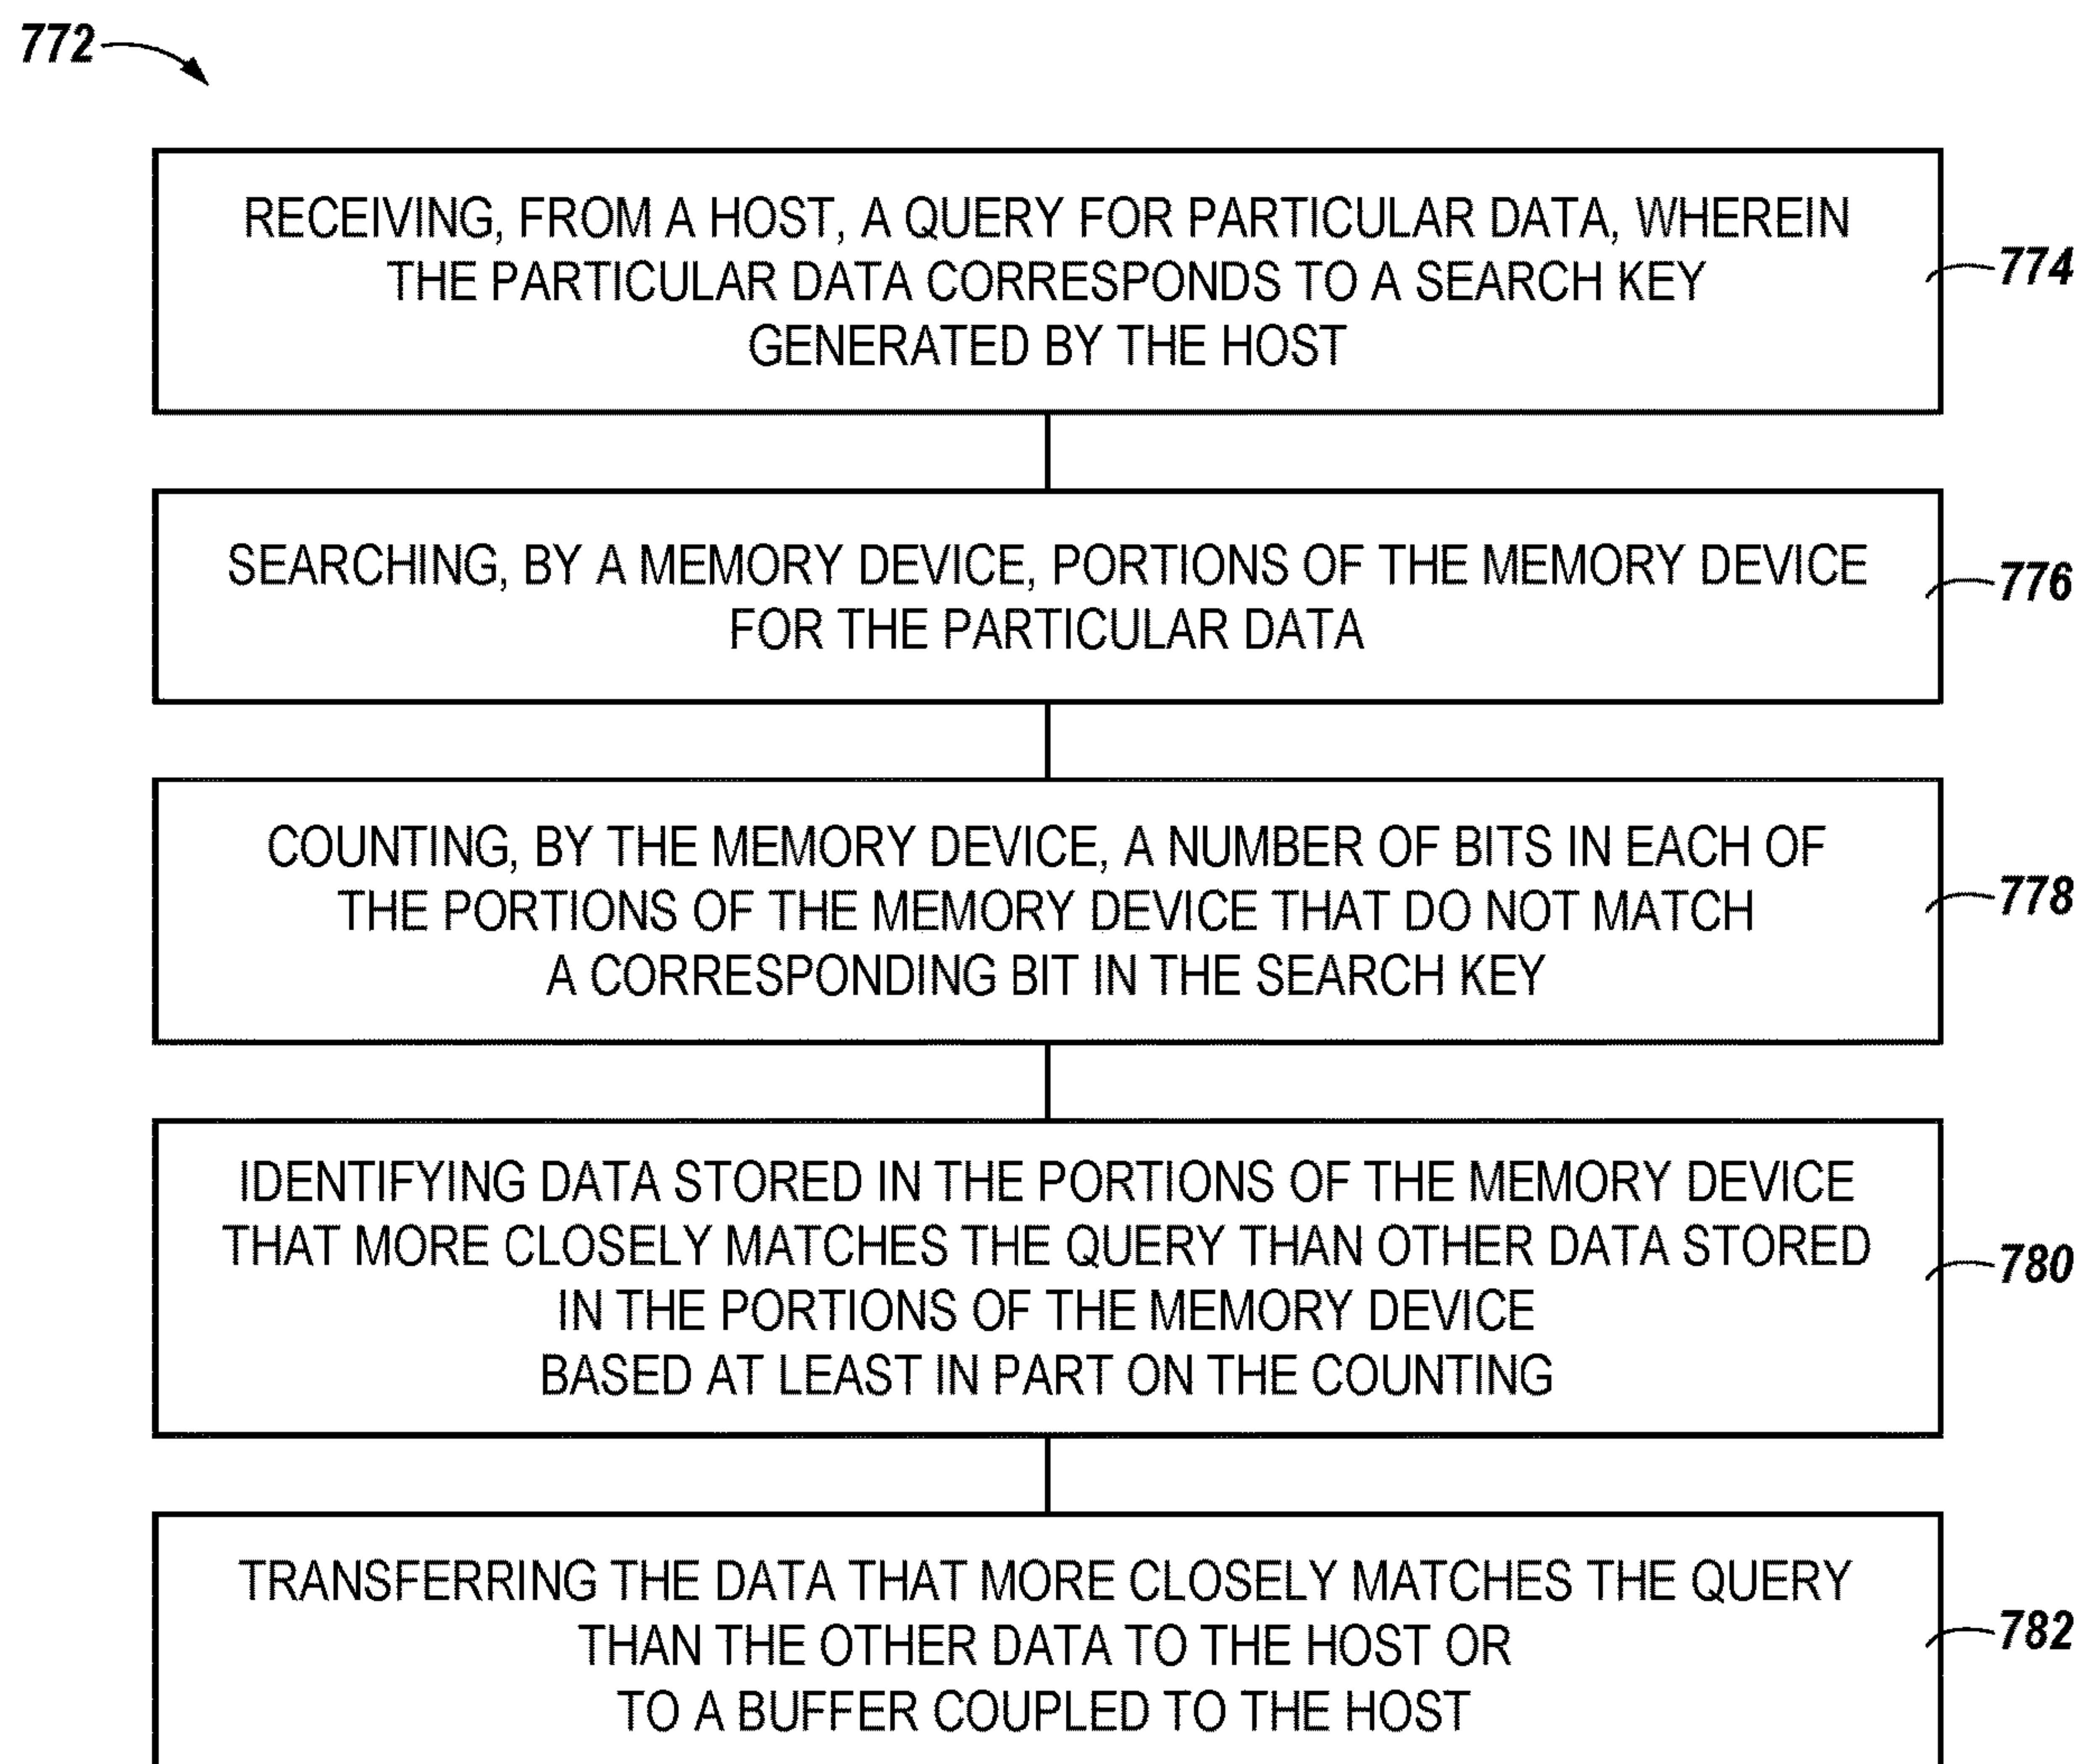 772
RECEIVING, FROM A HOST, A QUERY FOR PARTICULAR DATA, WHEREIN
THE PARTICULAR DATA CORRESPONDS TO A SEARCH KEY
GENERATED BY THE HOST
774
SEARCHING, BY A MEMORY DEVICE, PORTIONS OF THE MEMORY DEVICE
FOR THE PARTICULAR DATA
776
COUNTING, BY THE MEMORY DEVICE, A NUMBER OF BITS IN EACH OF
THE PORTIONS OF THE MEMORY DEVICE THAT DO NOT MATCH
A CORRESPONDING BIT IN THE SEARCH KEY
778
IDENTIFYING DATA STORED IN THE PORTIONS OF THE MEMORY DEVICE
THAT MORE CLOSELY MATCHES THE QUERY THAN OTHER DATA STORED
IN THE PORTIONS OF THE MEMORY DEVICE
BASED AT LEAST IN PART ON THE COUNTING
780
TRANSFERRING THE DATA THAT MORE CLOSELY MATCHES THE QUERY
THAN THE OTHER DATA TO THE HOST OR
TO A BUFFER COUPLED TO THE HOST
782